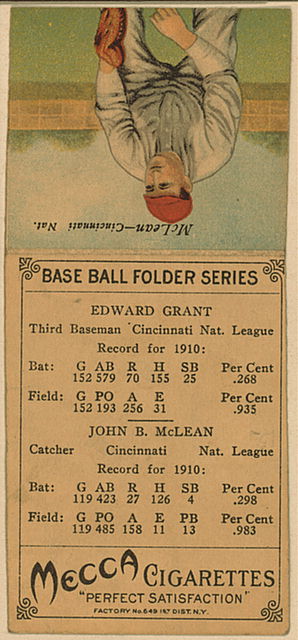 McLean—Cincinnati Nat.
BASE BALL FOLDER SERIES
EDWARD GRANT
Third Baseman Cincinnati Nat. League
Record for 1910:
Bat: G AB R H SB Per Cent
152 579 70 155 25 .268
Field: G PO A E Per Cent
152 193 256 31 .935
JOHN B. McLEAN
Catcher Cincinnati Nat. League
Record for 1910:
Bat: G AB R H SB Per Cent
119 423 27 126 4 .298
Field: G PO A E PB Per Cent
119 485 158 11 13 .983
MECCA CIGARETTES
"PERFECT SATISFACTION"
FACTORY No. 649 1ST DIST. N.Y.